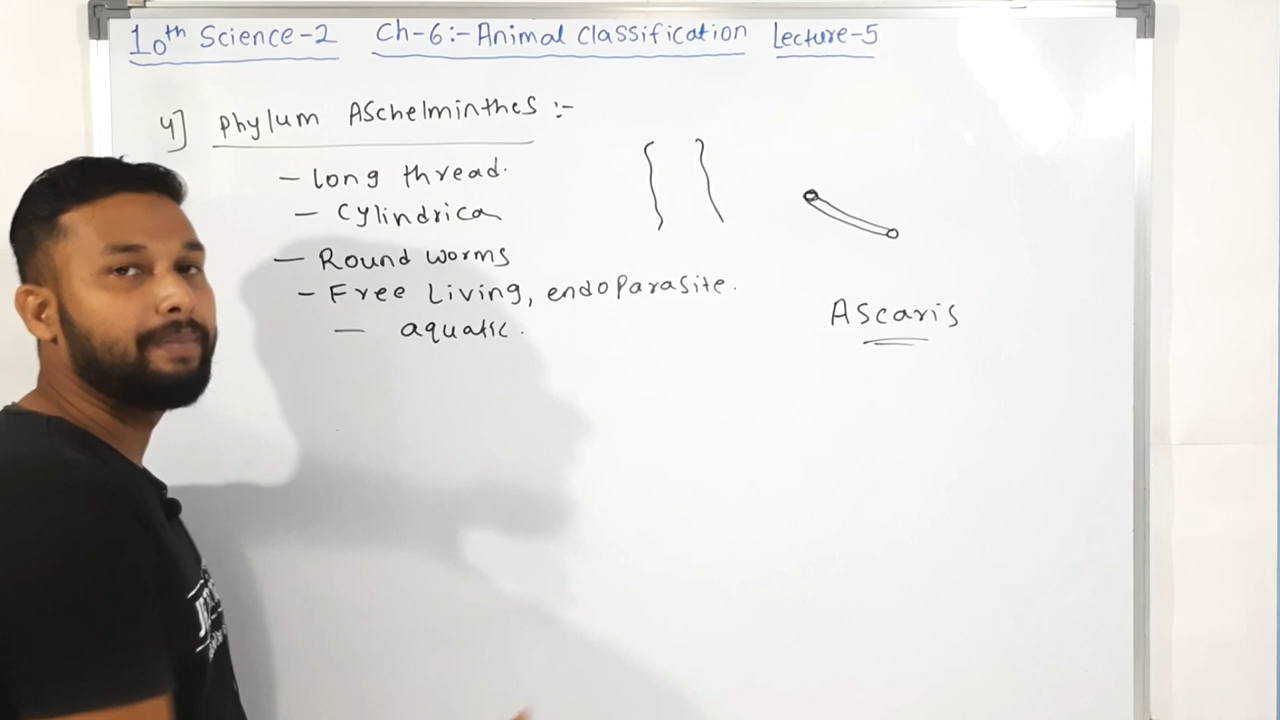 10th Science-2 Ch-6:- Animal Classification Lecture-5
4] Phylum Aschelminthes :-
- Long thread.
- Cylindrica
- Round worms
- Free Living, endoParasite.
- aquatic.
Ascaris